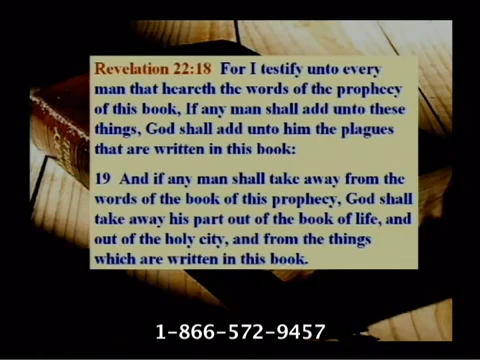 Revelation 22:18 For I testify unto every
man that heareth the words of the prophecy
of this book, If any man shall add unto these
things, God shall add unto him the plagues
that are written in this book:
19 And if any man shall take away from the
words of the book of this prophecy, God shall
take away his part out of the book of life, and
out of the holy city, and from the things
which are written in this book.
1-866-572-9457